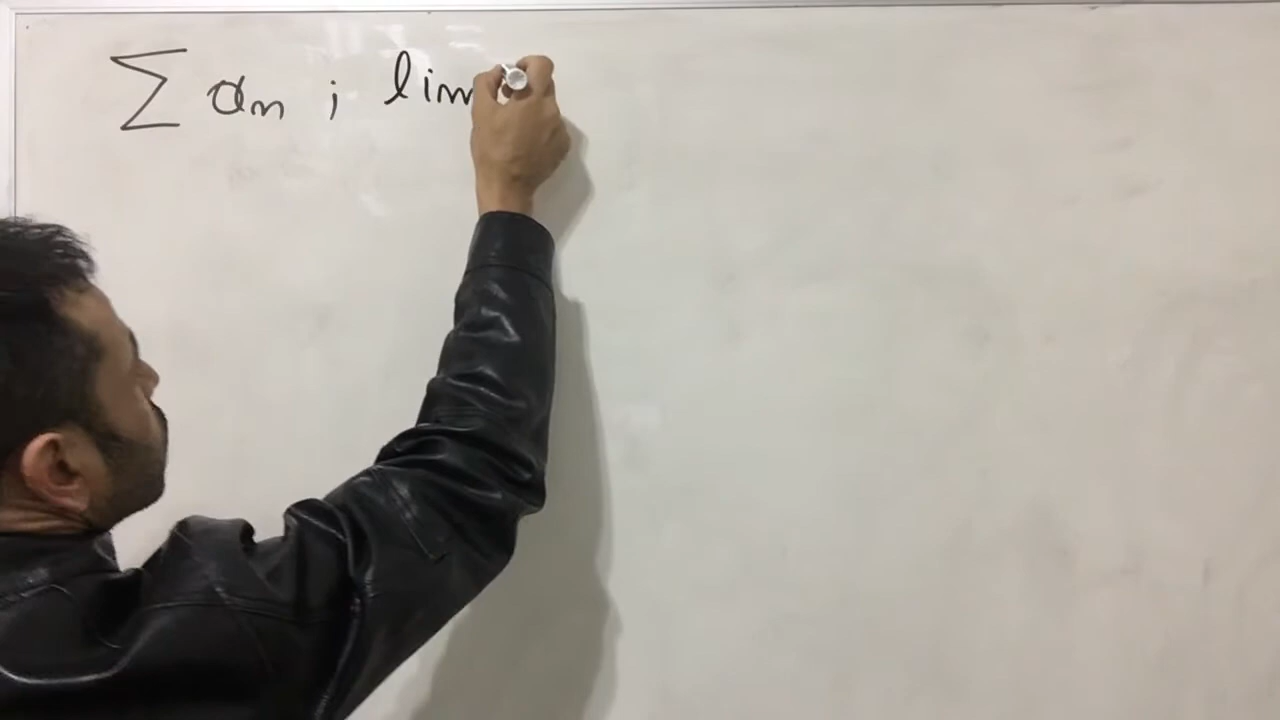 ∑ aₙ ; lim